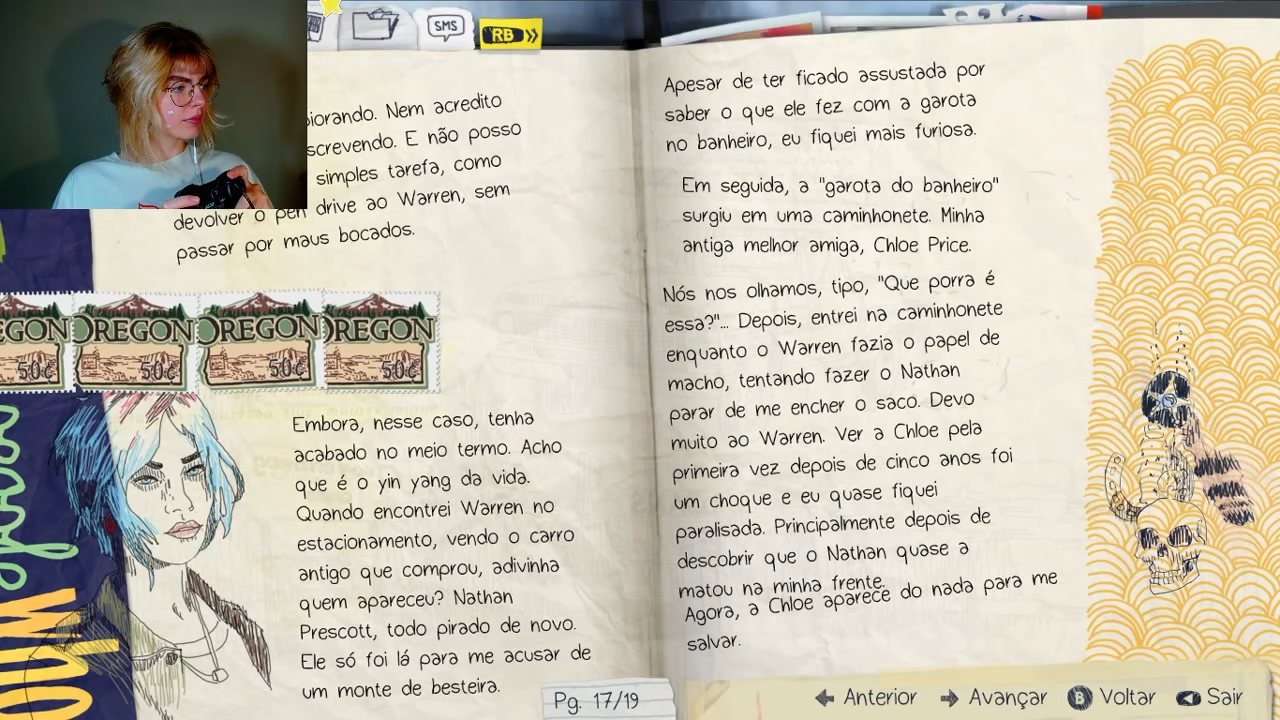 SMS
RB
piorando. Nem acredito
screvendo. E não posso
simples tarefa, como
devolver o pen drive ao Warren, sem
passar por maus bocados.
EGON OREGON OREGON OREGON
50¢ 50¢ 50¢ 50¢
Embora, nesse caso, tenha
acabado no meio termo. Acho
que é o yin yang da vida.
Quando encontrei Warren no
estacionamento, vendo o carro
antigo que comprou, adivinha
quem apareceu? Nathan
Prescott, todo pirado de novo.
Ele só foi lá para me acusar de
um monte de besteira.
who
Pg. 17/19
Apesar de ter ficado assustada por
saber o que ele fez com a garota
no banheiro, eu fiquei mais furiosa.
Em seguida, a "garota do banheiro"
surgiu em uma caminhonete. Minha
antiga melhor amiga, Chloe Price.
Nós nos olhamos, tipo, "Que porra é
essa?"... Depois, entrei na caminhonete
enquanto o Warren fazia o papel de
macho, tentando fazer o Nathan
parar de me encher o saco. Devo
muito ao Warren. Ver a Chloe pela
primeira vez depois de cinco anos foi
um choque e eu quase fiquei
paralisada. Principalmente depois de
descobrir que o Nathan quase a
matou na minha frente.
Agora, a Chloe aparece do nada para me
salvar.
Anterior Avançar B Voltar Sair